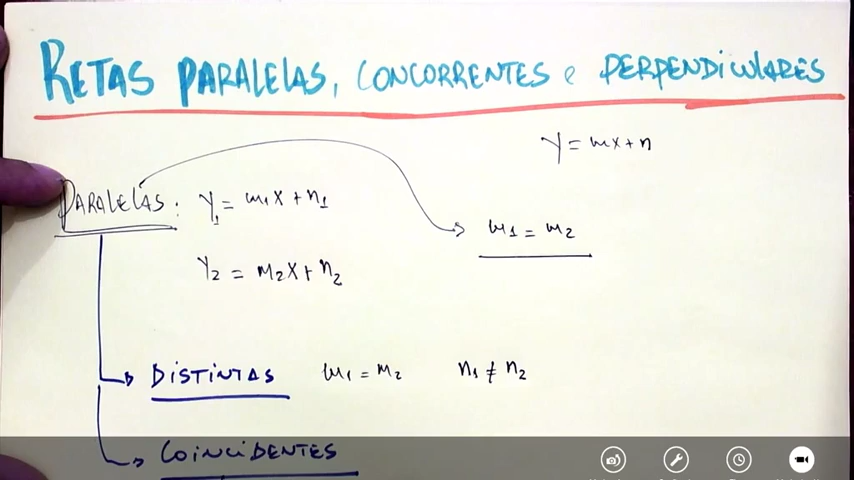 RETAS PARALELAS, CONCORRENTES e PERPENDICULARES
Y = mx + n
PARALELAS: Y1 = m1x + n1
m1 = m2
Y2 = m2x + n2
DISTINTAS m1 = m2 n1 ≠ n2
COINCIDENTES